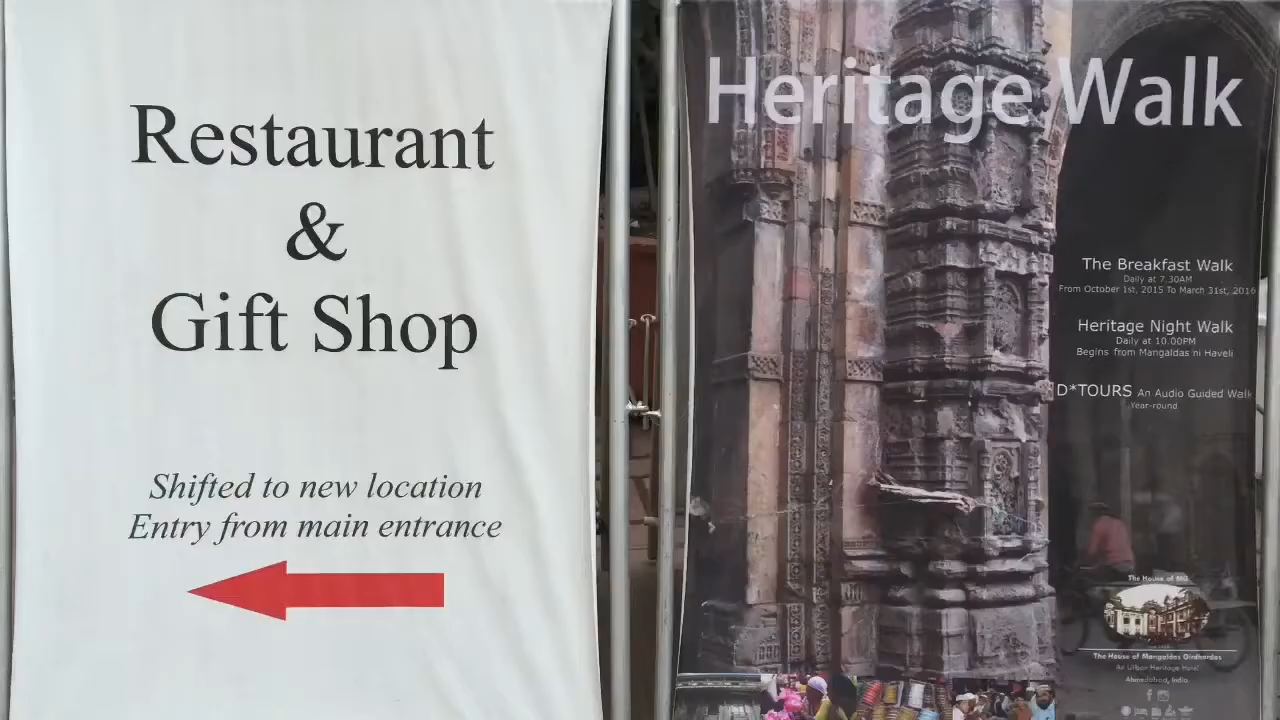 Restaurant
&
Gift Shop
Shifted to new location
Entry from main entrance
Heritage Walk
The Breakfast Walk
Daily at 7.30AM
From October 1st, 2015 To March 31st, 2016
Heritage Night Walk
Daily at 10.00PM
Begins from Mangaldas ni Haveli
D*TOURS An Audio Guided Walk
Year-round
The House of MG
The House of Mangaldas Girdhardas
An Urban Heritage Hotel
Ahmedabad, India